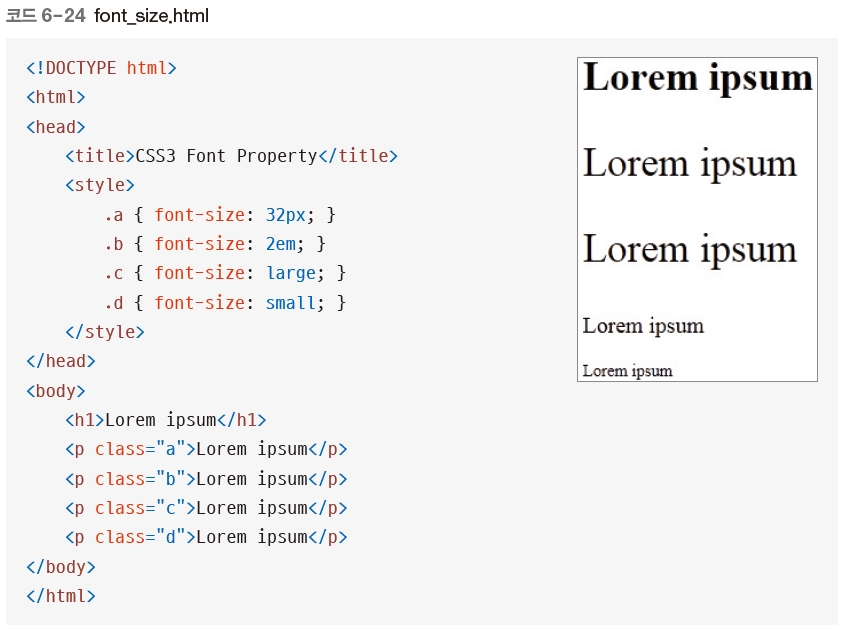 코드 6-24 font_size.html
<!DOCTYPE html>
<html>
<head>
    <title>CSS3 Font Property</title>
    <style>
        .a { font-size: 32px; }
        .b { font-size: 2em; }
        .c { font-size: large; }
        .d { font-size: small; }
    </style>
</head>
<body>
    <h1>Lorem ipsum</h1>
    <p class="a">Lorem ipsum</p>
    <p class="b">Lorem ipsum</p>
    <p class="c">Lorem ipsum</p>
    <p class="d">Lorem ipsum</p>
</body>
</html>
Lorem ipsum
Lorem ipsum
Lorem ipsum
Lorem ipsum
Lorem ipsum